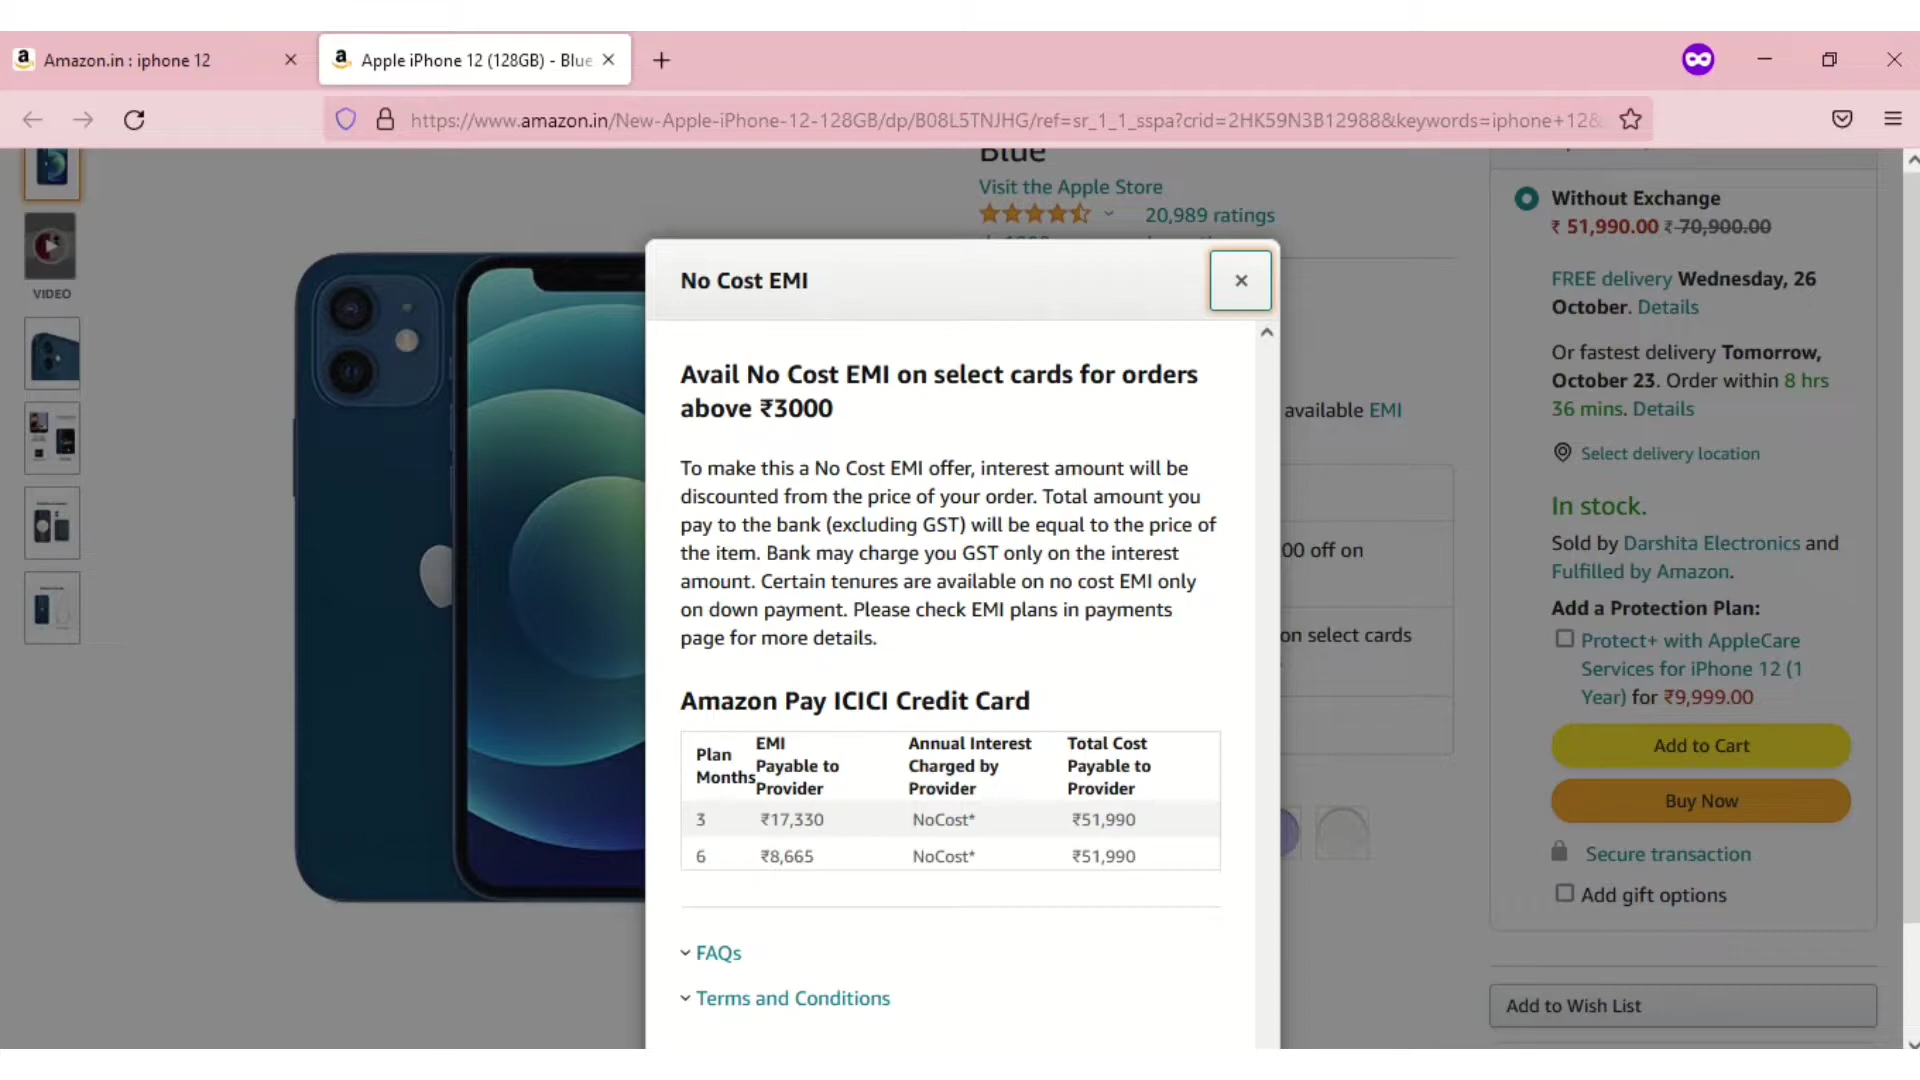 Amazon.in : iphone 12
Apple iPhone 12 (128GB) - Blue
https://www.amazon.in/New-Apple-iPhone-12-128GB/dp/B08L5TNJHG/ref=sr_1_1_sspa?crid=2HK59N3B12988&keywords=iphone+12&
VIDEO
Blue
Visit the Apple Store
20,989 ratings
available EMI
00 off on
on select cards
No Cost EMI
Avail No Cost EMI on select cards for orders
above ₹3000
To make this a No Cost EMI offer, interest amount will be
discounted from the price of your order. Total amount you
pay to the bank (excluding GST) will be equal to the price of
the item. Bank may charge you GST only on the interest
amount. Certain tenures are available on no cost EMI only
on down payment. Please check EMI plans in payments
page for more details.
Amazon Pay ICICI Credit Card
Plan Months EMI Payable to Provider Annual Interest Charged by Provider Total Cost Payable to Provider
3 ₹17,330 NoCost* ₹51,990
6 ₹8,665 NoCost* ₹51,990
FAQs
Terms and Conditions
Without Exchange
₹ 51,990.00 ₹ 70,900.00
FREE delivery Wednesday, 26
October. Details
Or fastest delivery Tomorrow,
October 23. Order within 8 hrs
36 mins. Details
Select delivery location
In stock.
Sold by Darshita Electronics and
Fulfilled by Amazon.
Add a Protection Plan:
Protect+ with AppleCare
Services for iPhone 12 (1
Year) for ₹9,999.00
Add to Cart
Buy Now
Secure transaction
Add gift options
Add to Wish List